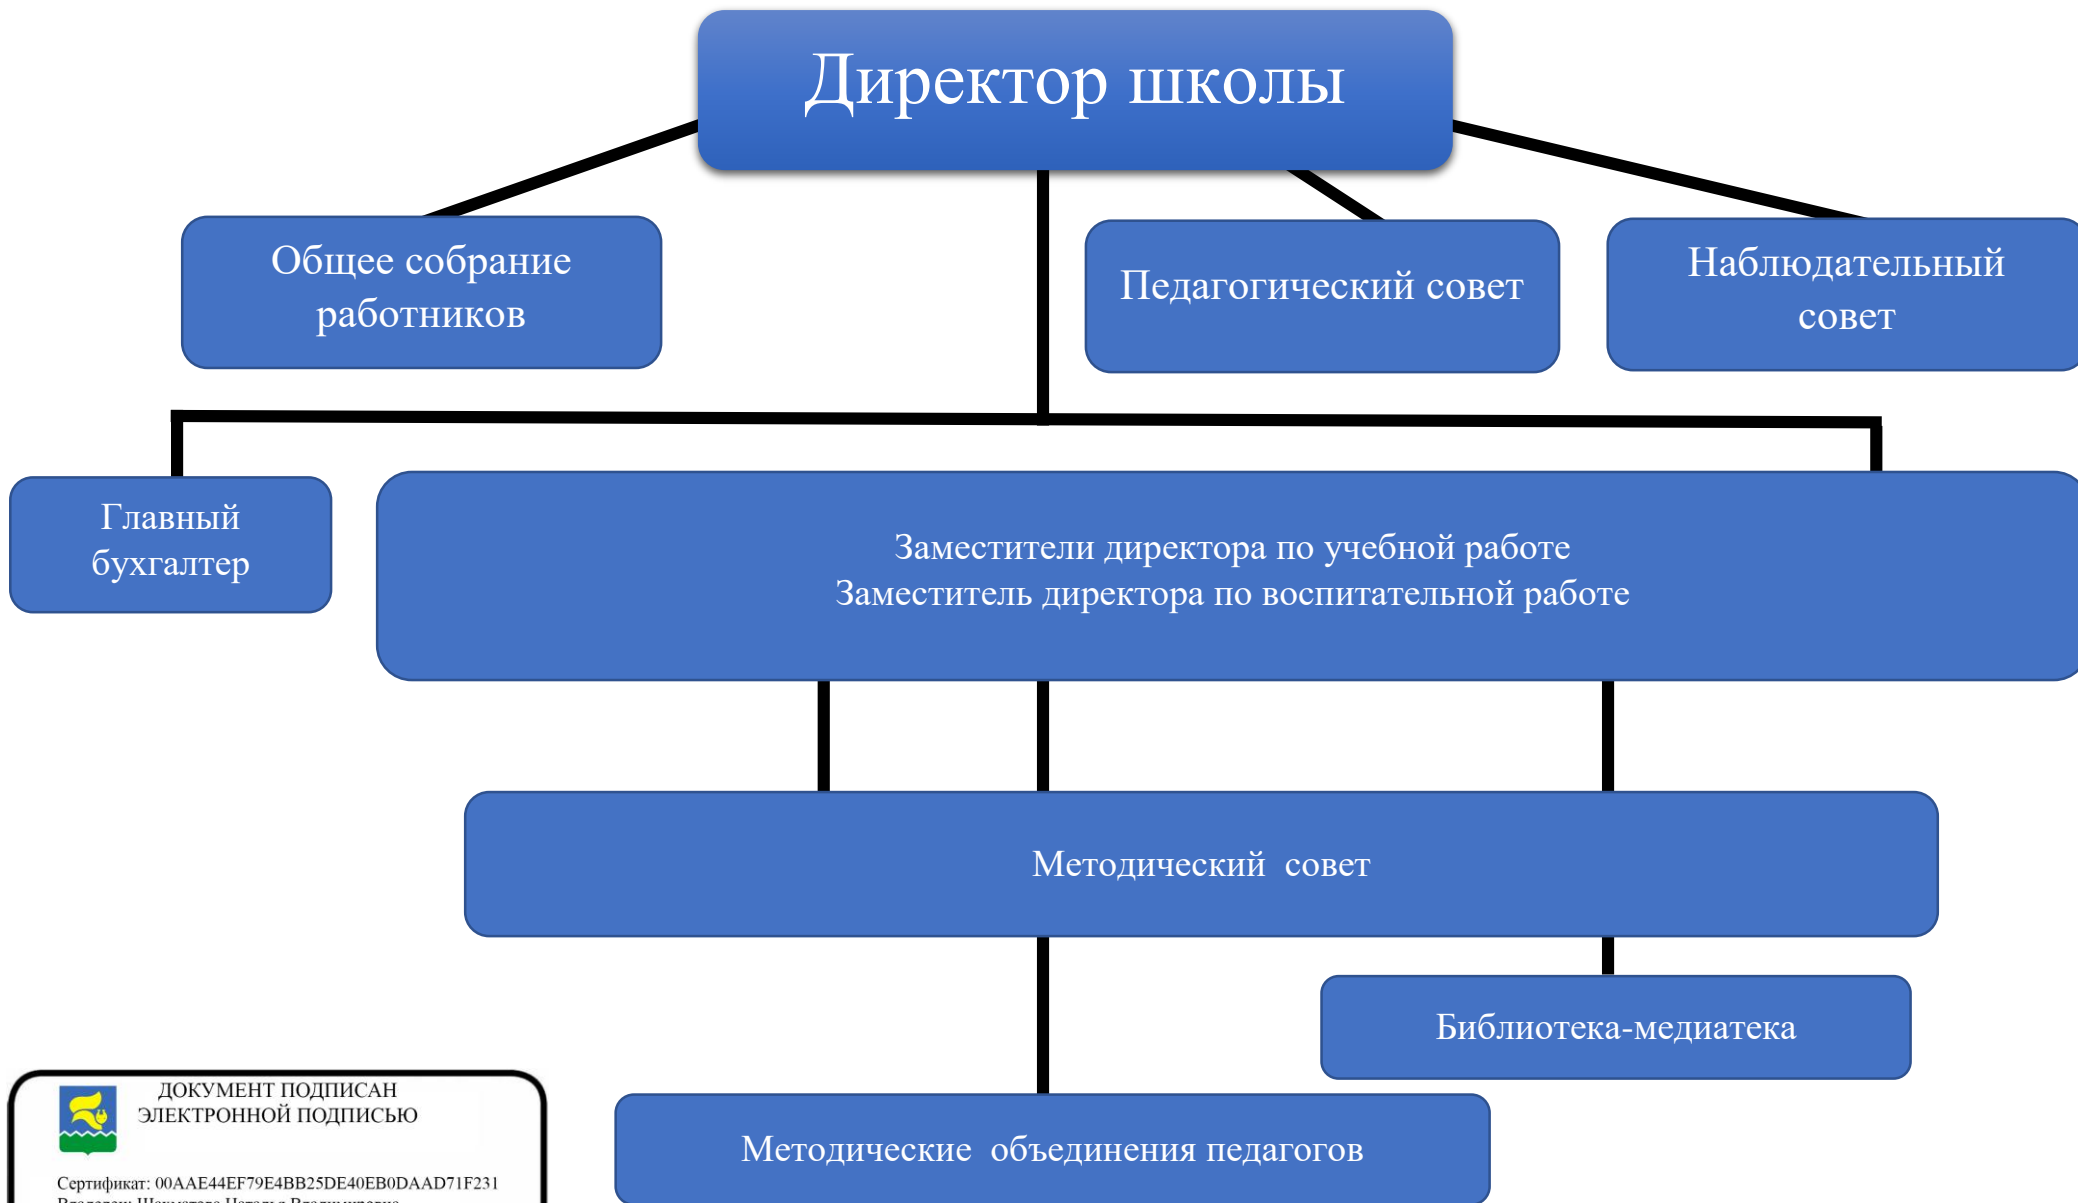 Директор школы
Общее собрание
работников
Педагогический совет
Наблюдательный
совет
Главный
бухгалтер
Заместители директора по учебной работе
Заместитель директора по воспитательной работе
Методический совет
Библиотека-медиатека
Методические объединения педагогов
ДОКУМЕНТ ПОДПИСАН
ЭЛЕКТРОННОЙ ПОДПИСЬЮ
Сертификат: 00AAE44EF79E4BB25DE40EB0DAAD71F231